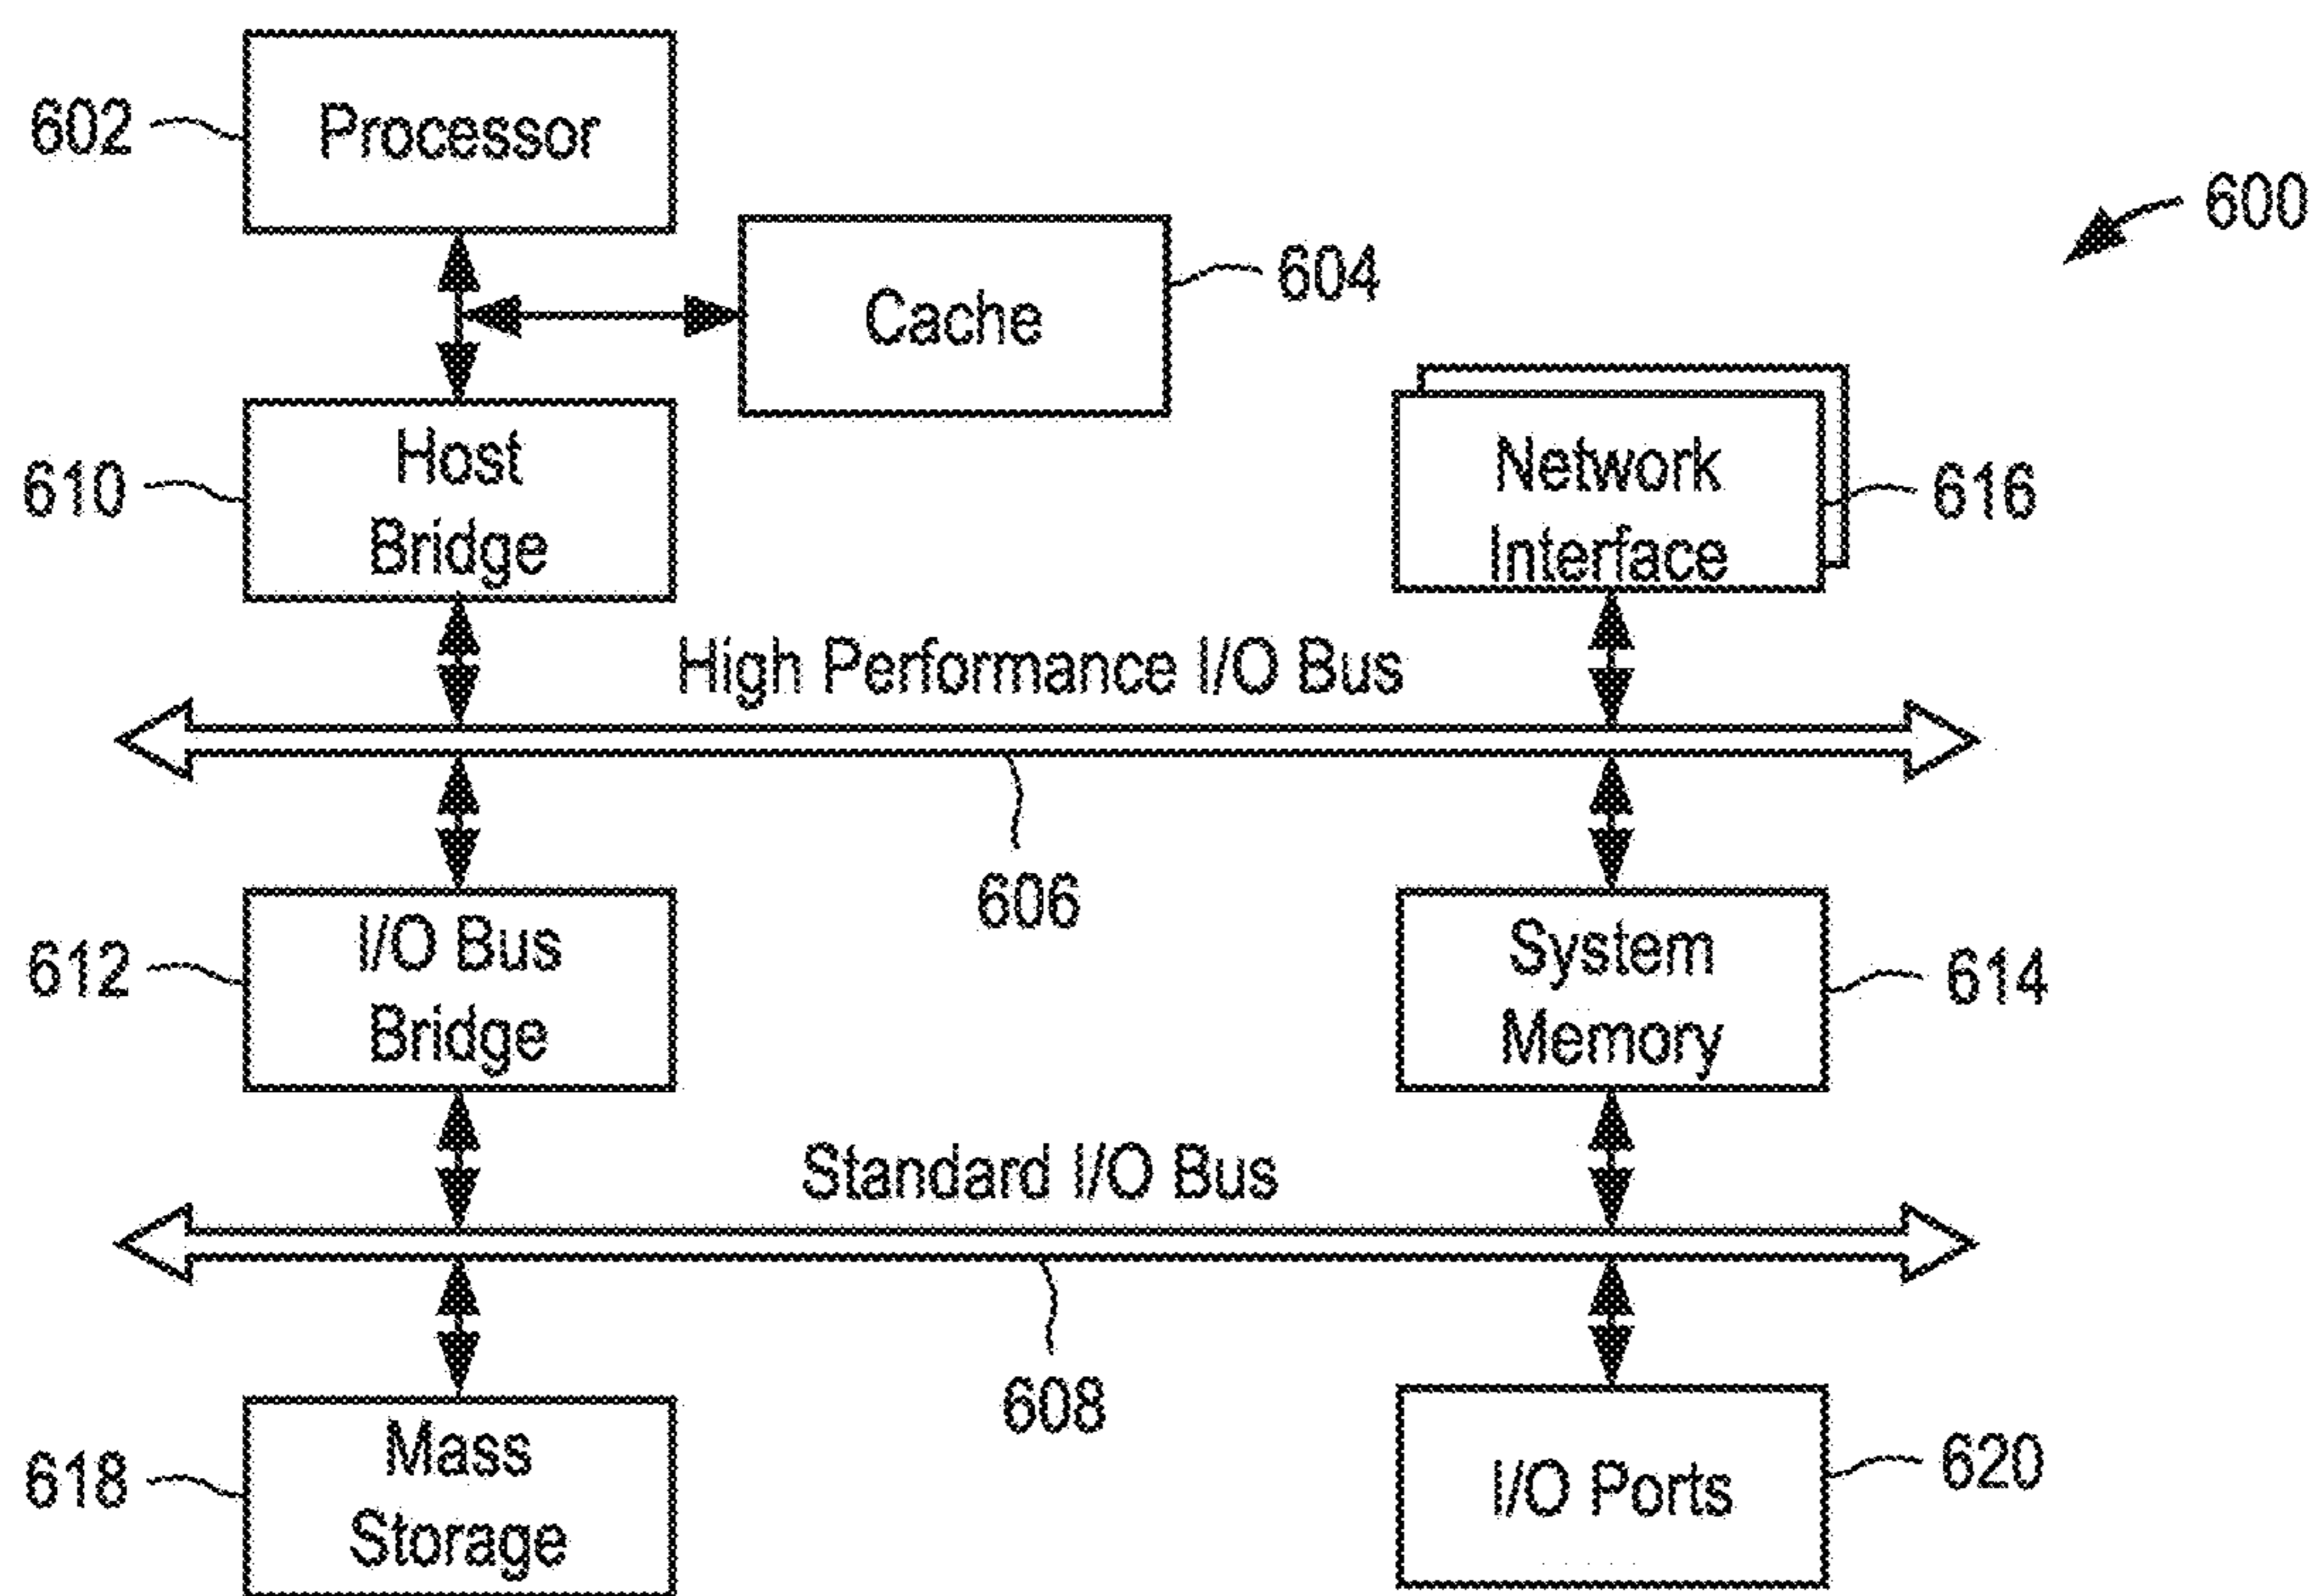 602
Processor
600
604
Cache
610
Host
Bridge
Network
Interface
616
High Performance I/O Bus
606
612
I/O Bus
Bridge
System
Memory
614
Standard I/O Bus
608
618
Mass
Storage
I/O Ports
620